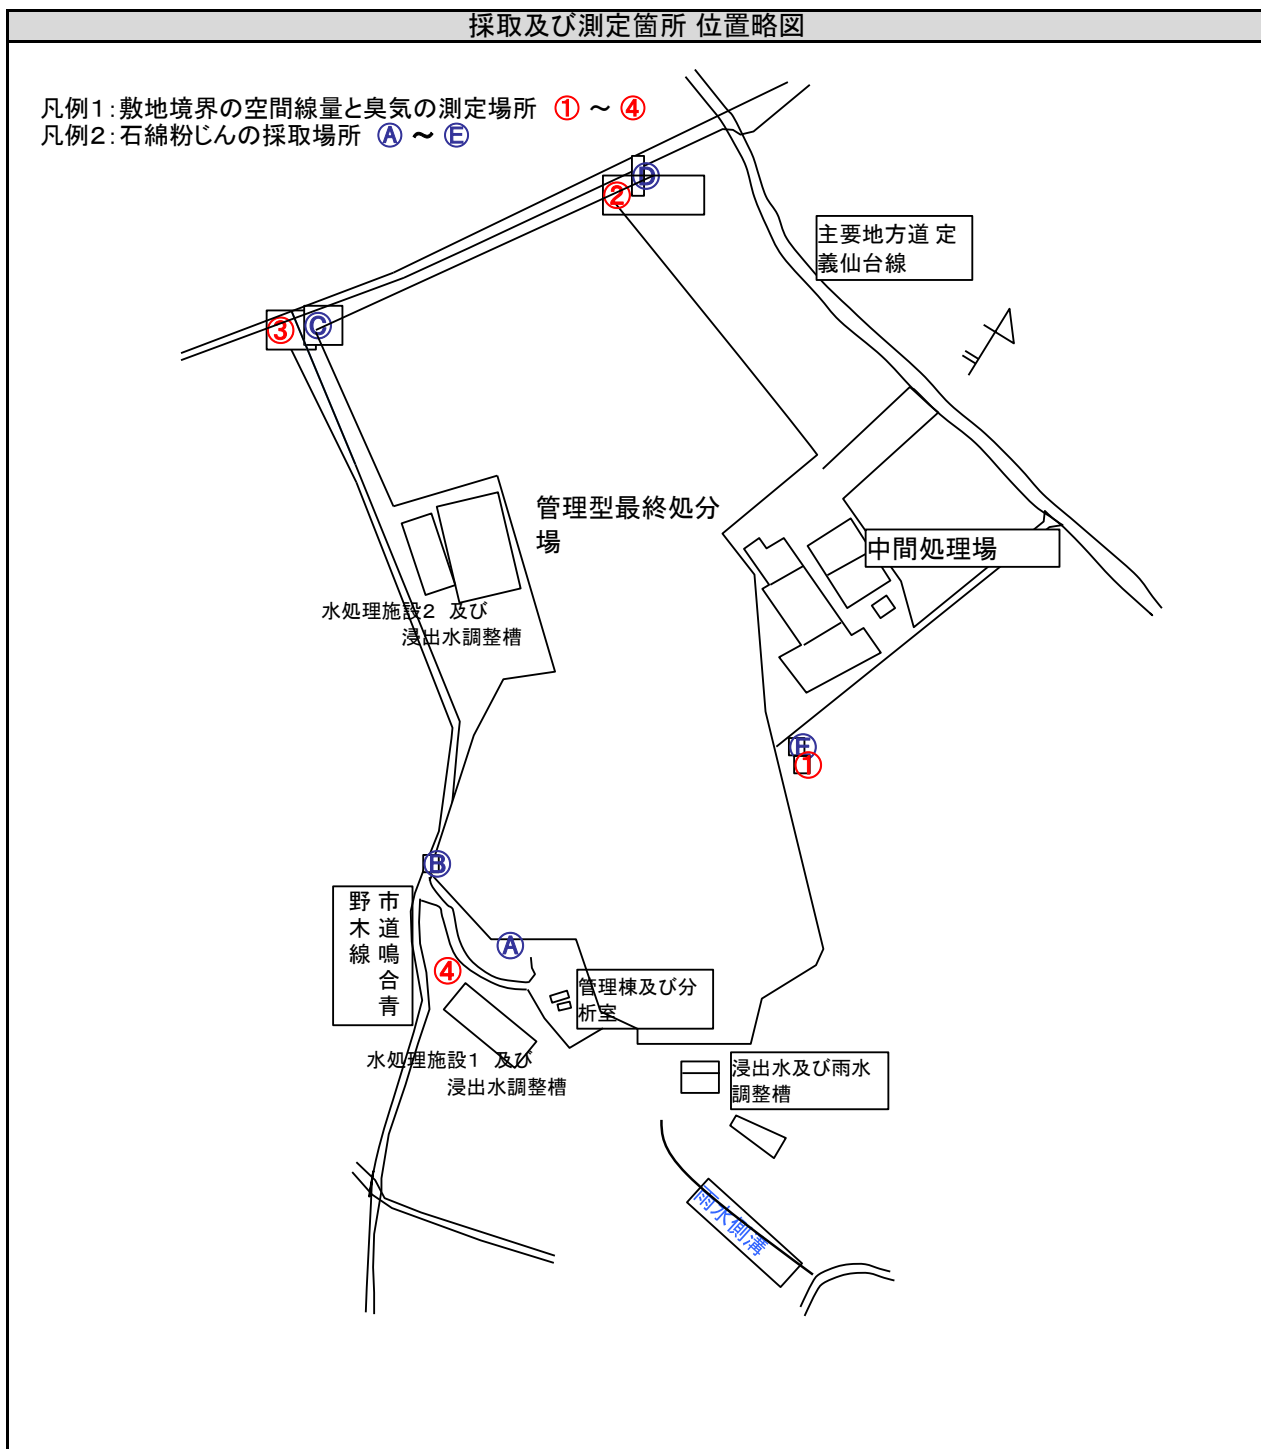 採取及び測定箇所 位置略図
凡例1:敷地境界の空間線量と臭気の測定場所 ① ~ ④
凡例2:石綿粉じんの採取場所 Ⓐ ~ Ⓔ
Ⓓ
②
主要地方道 定
義仙台線
③
Ⓒ
管理型最終処分
場
中間処理場
水処理施設2 及び
浸出水調整槽
Ⓔ
①
Ⓑ
市道鳴合青
野木線
Ⓐ
④
管理棟及び分
析室
水処理施設1 及び
浸出水調整槽
浸出水及び雨水
調整槽
雨水側溝